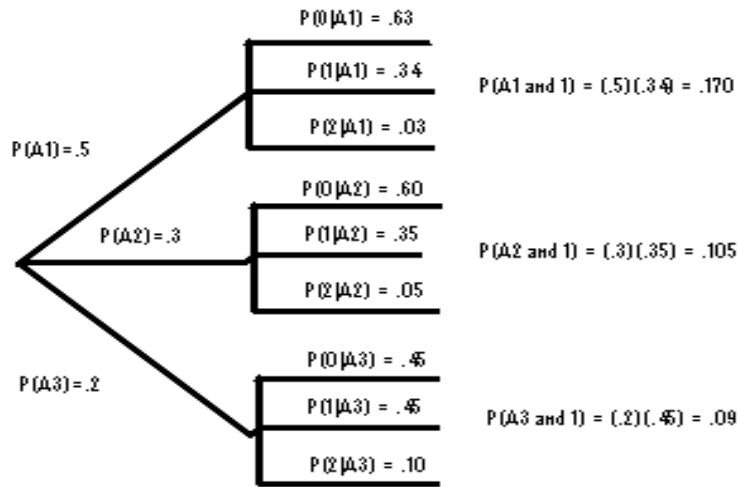 P(0|A1) = .63
P(1|A1) = .34
P(A1 and 1) = (.5)(.34) = .170
P(2|A1) = .03
P(A1) = .5
P(0|A2) = .60
P(A2) = .3
P(1|A2) = .35
P(A2 and 1) = (.3)(.35) = .105
P(2|A2) = .05
P(0|A3) = .45
P(A3) = .2
P(1|A3) = .45
P(A3 and 1) = (.2)(.45) = .09
P(2|A3) = .10